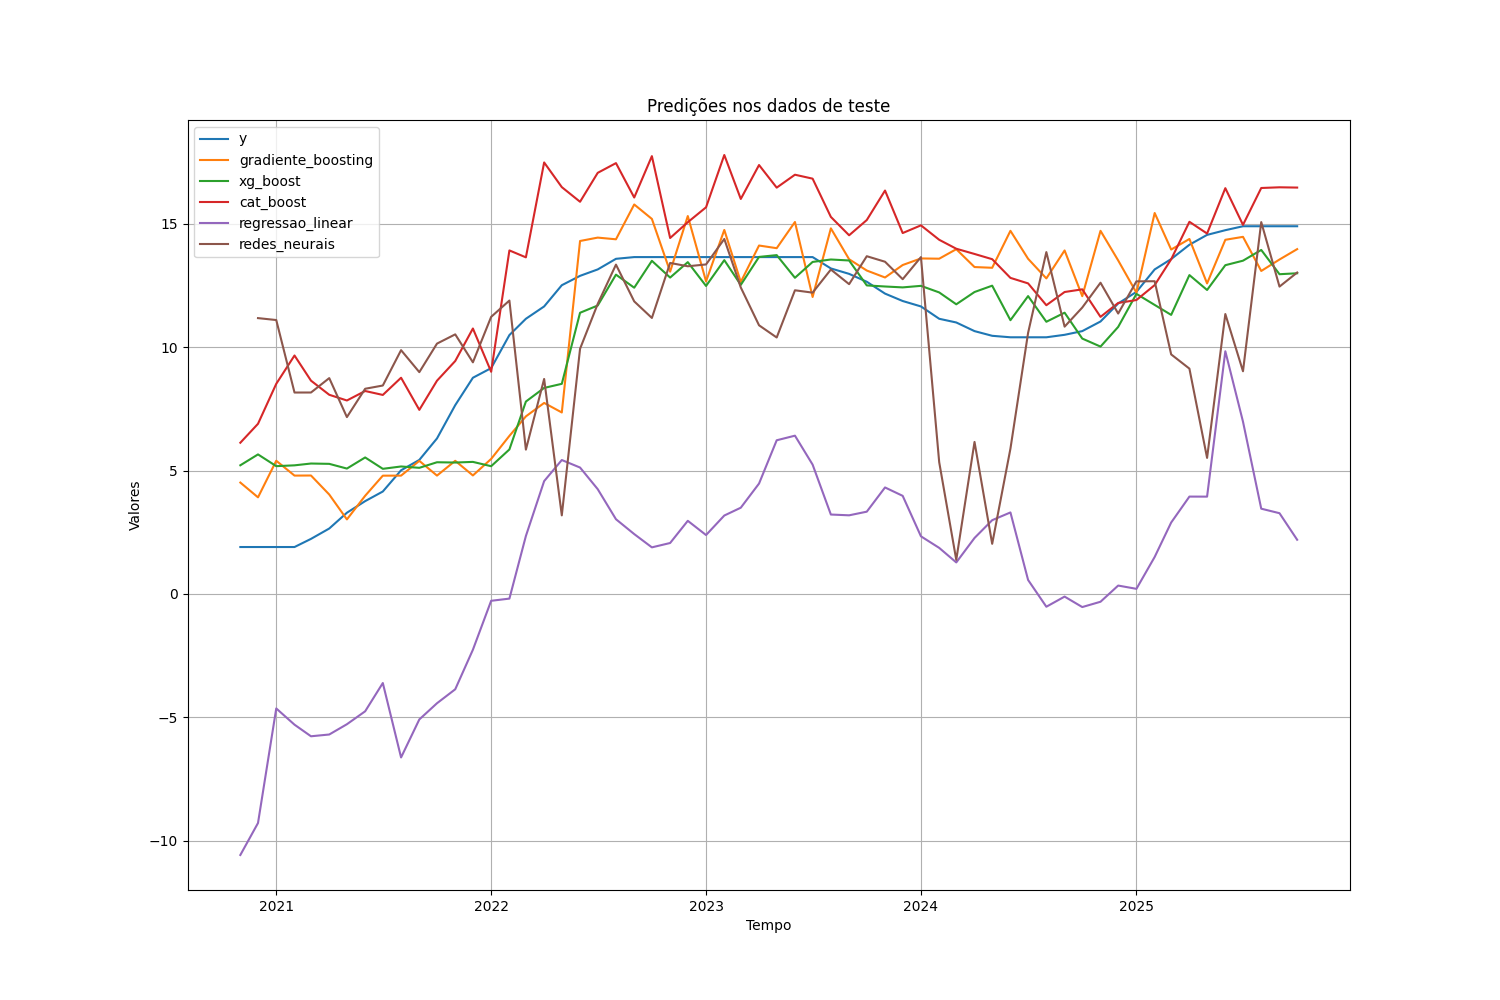 Predições nos dados de teste
y
gradiente_boosting
xg_boost
cat_boost
regressao_linear
redes_neurais
15
10
5
0
−5
−10
Valores
2021 2022 2023 2024 2025
Tempo